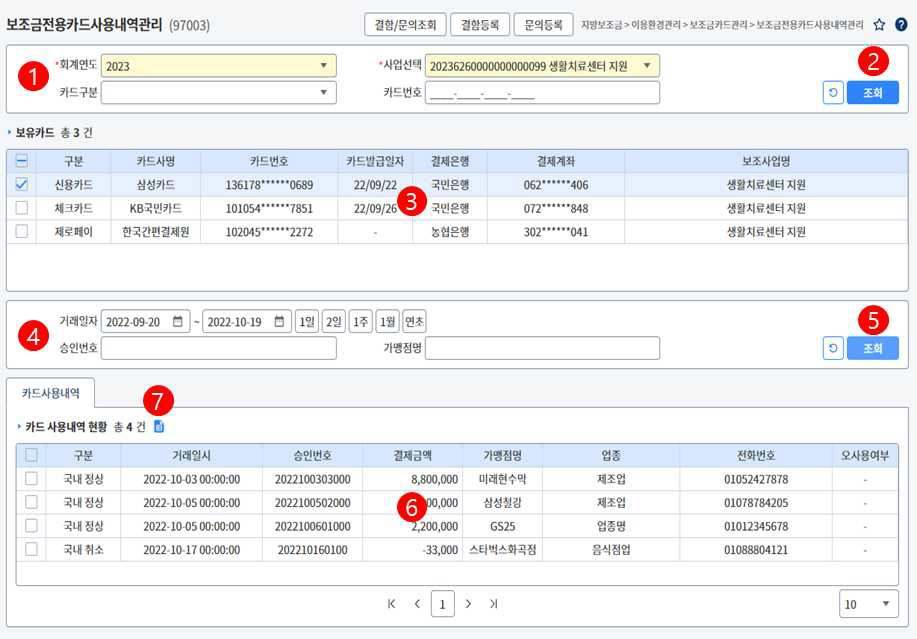 보조금전용카드사용내역관리 (97003) 결함/문의조회 결함등록 문의등록 지방보조금 > 이용환경관리 > 보조금카드관리 > 보조금전용카드사용내역관리 ?
1 *회계연도 2023 *사업선택 20236260000000000099 생활치료센터 지원 2
카드구분 카드번호 ____-____-____-____ 조회
보유카드 총 3 건
구분 카드사명 카드번호 카드발급일자 결제은행 결제계좌 보조사업명
신용카드 삼성카드 136178******0689 22/09/22 국민은행 062******406 생활치료센터 지원
3
체크카드 KB국민카드 101054******7851 22/09/26 국민은행 072******848 생활치료센터 지원
제로페이 한국간편결제원 102045******2272 - 농협은행 302******041 생활치료센터 지원
4 거래일자 2022-09-20 ~ 2022-10-19 1일 2일 1주 1월 연초 5
승인번호 가맹점명 조회
카드사용내역
7
카드 사용내역 현황 총 4 건
구분 거래일시 승인번호 결제금액 가맹점명 업종 전화번호 오사용여부
국내 정상 2022-10-03 00:00:00 2022100303000 8,800,000 미래현수막 제조업 01052427878 -
국내 정상 2022-10-05 00:00:00 2022100502000 00,000 삼성철강 제조업 01078784205 -
6
국내 정상 2022-10-05 00:00:00 2022100601000 2,200,000 GS25 업종명 01012345678 -
국내 취소 2022-10-17 00:00:00 202210160100 -33,000 스타벅스화곡점 음식점업 01088804121 -
1 10